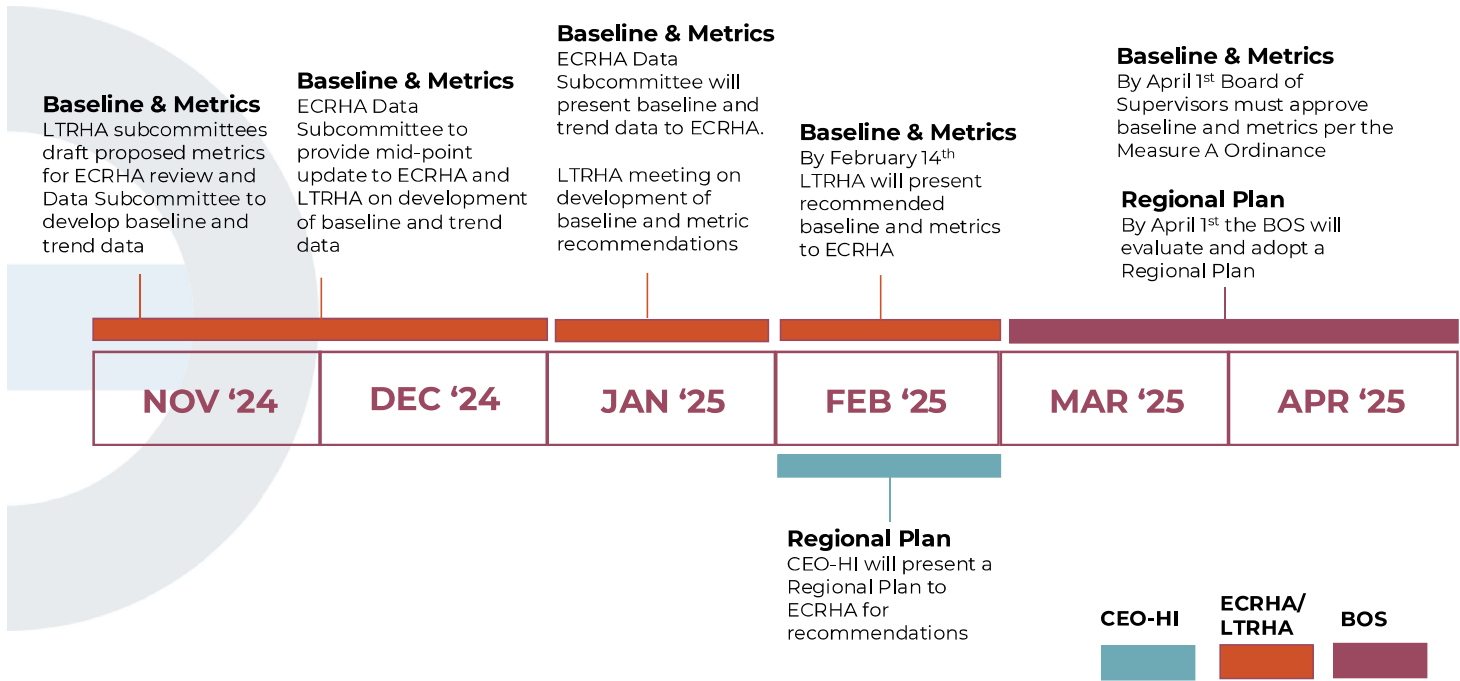 Baseline & Metrics
LTRHA subcommittees
draft proposed metrics
for ECRHA review and
Data Subcommittee to
develop baseline and
trend data
Baseline & Metrics
ECRHA Data
Subcommittee to
provide mid-point
update to ECRHA and
LTRHA on development
of baseline and trend
data
Baseline & Metrics
ECRHA Data
Subcommittee will
present baseline and
trend data to ECRHA.
LTRHA meeting on
development of
baseline and metric
recommendations
Baseline & Metrics
By February 14th
LTRHA will present
recommended
baseline and metrics
to ECRHA
Baseline & Metrics
By April 1st Board of
Supervisors must approve
baseline and metrics per the
Measure A Ordinance
Regional Plan
By April 1st the BOS will
evaluate and adopt a
Regional Plan
NOV ‘24
DEC ‘24
JAN ‘25
FEB ‘25
MAR ‘25
APR ‘25
Regional Plan
CEO-HI will present a
Regional Plan to
ECRHA for
recommendations
CEO-HI
ECRHA/
LTRHA
BOS